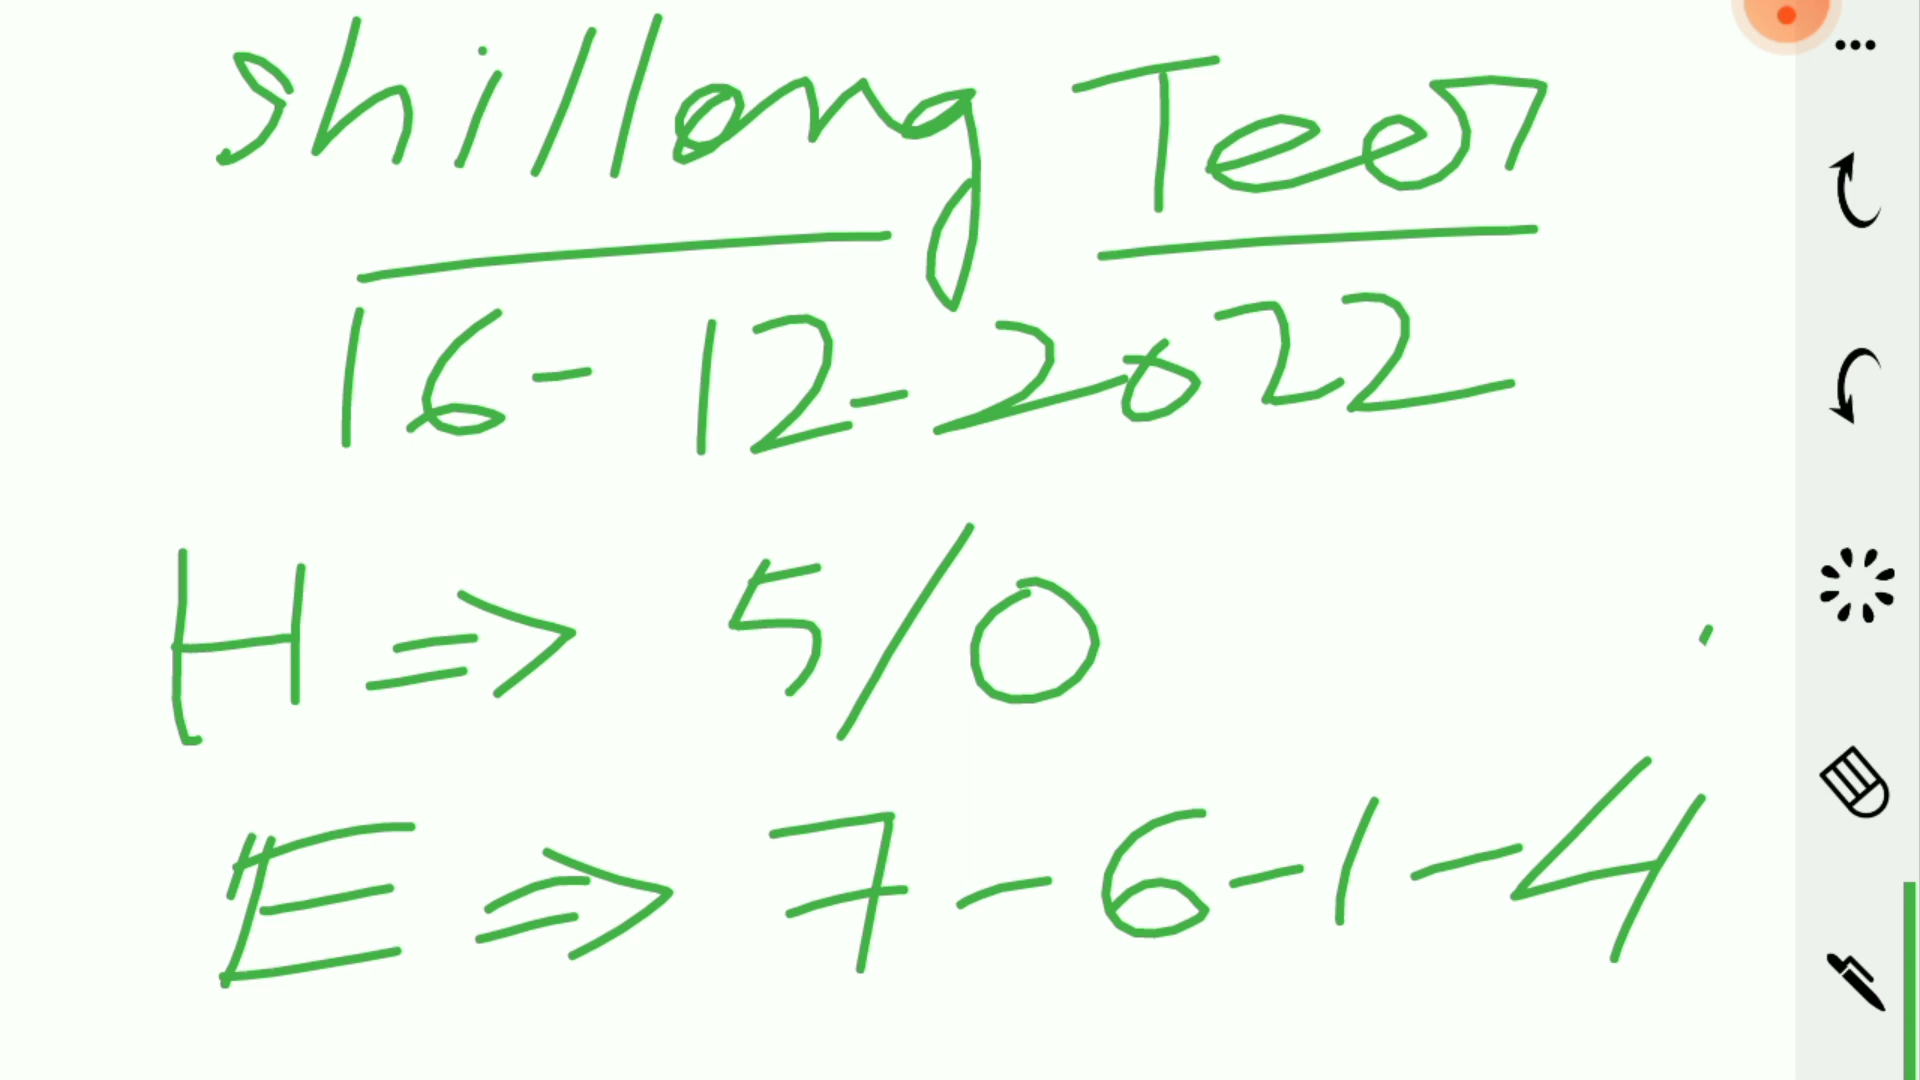 Shillong Teer
16-12-2022
H => 5/0
E => 7-6-1-4